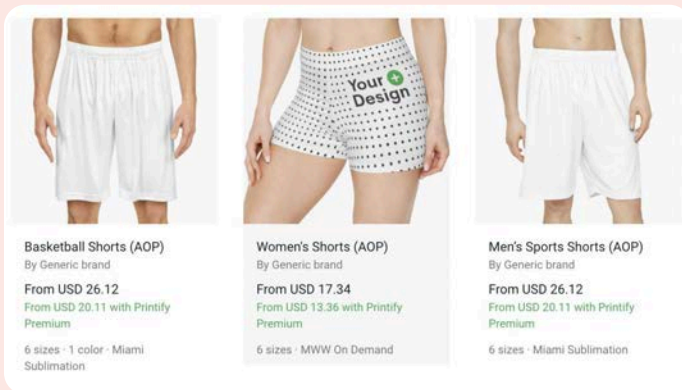 Your
Design
Basketball Shorts (AOP)
By Generic brand
From USD 26.12
From USD 20.11 with Printify
Premium
6 sizes · 1 color · Miami
Sublimation
Women's Shorts (AOP)
By Generic brand
From USD 17.34
From USD 13.36 with Printify
Premium
6 sizes · MWW On Demand
Men's Sports Shorts (AOP)
By Generic brand
From USD 26.12
From USD 20.11 with Printify
Premium
6 sizes · Miami Sublimation